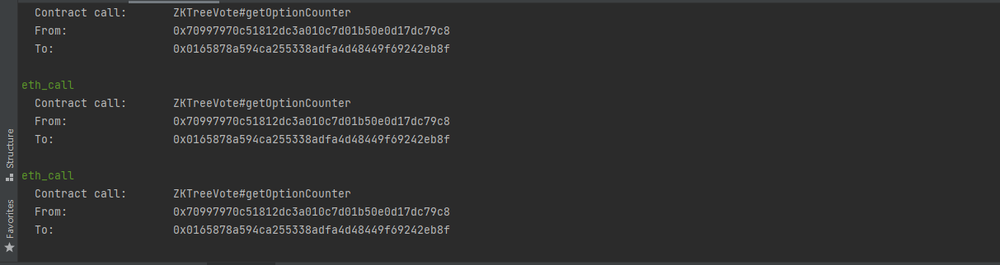 Contract call: ZKTreeVote#getOptionCounter
From: 0x70997970c51812dc3a010c7d01b50e0d17dc79c8
To: 0x0165878a594ca255338adfa4d48449f69242eb8f
eth_call
Contract call: ZKTreeVote#getOptionCounter
From: 0x70997970c51812dc3a010c7d01b50e0d17dc79c8
To: 0x0165878a594ca255338adfa4d48449f69242eb8f
eth_call
Contract call: ZKTreeVote#getOptionCounter
From: 0x70997970c51812dc3a010c7d01b50e0d17dc79c8
To: 0x0165878a594ca255338adfa4d48449f69242eb8f
Structure
Favorites